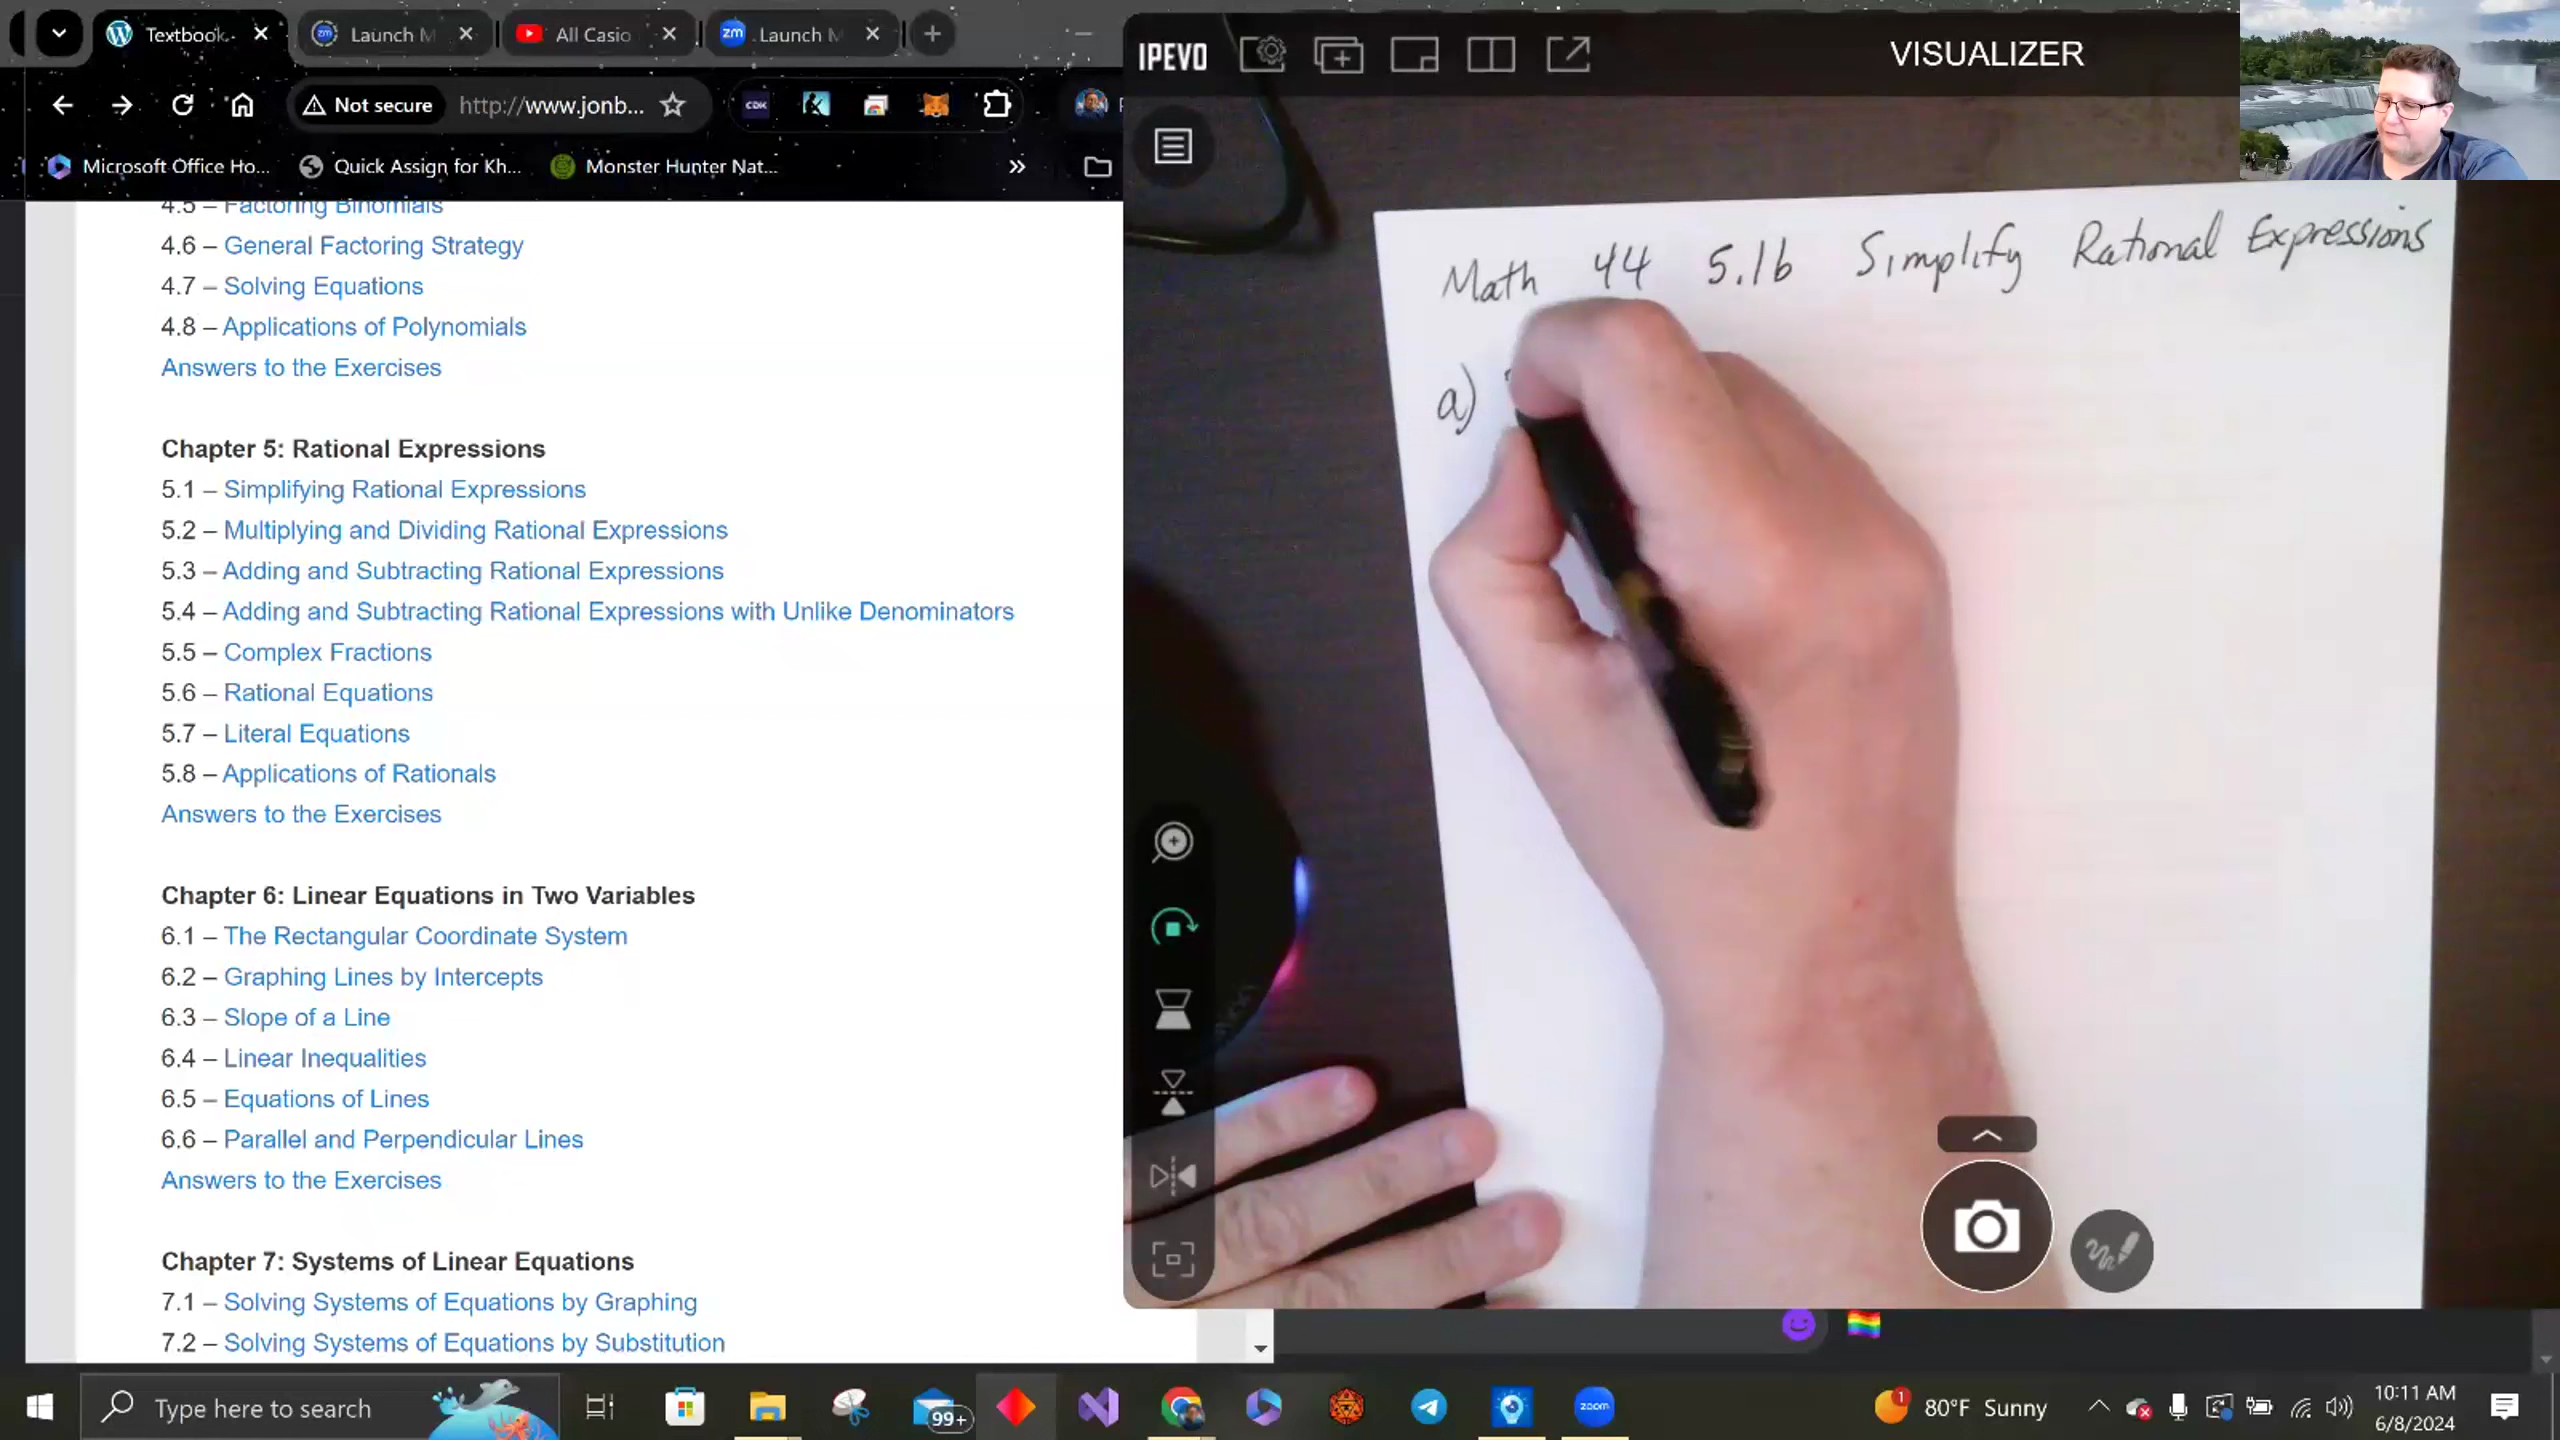 Textbook
Launch M
All Casio
Launch M
Not secure
http://www.jonb...
Microsoft Office Ho...
Quick Assign for Kh...
Monster Hunter Nat...
»
4.5 – Factoring Binomials
4.6 – General Factoring Strategy
4.7 – Solving Equations
4.8 – Applications of Polynomials
Answers to the Exercises
Chapter 5: Rational Expressions
5.1 – Simplifying Rational Expressions
5.2 – Multiplying and Dividing Rational Expressions
5.3 – Adding and Subtracting Rational Expressions
5.4 – Adding and Subtracting Rational Expressions with Unlike Denominators
5.5 – Complex Fractions
5.6 – Rational Equations
5.7 – Literal Equations
5.8 – Applications of Rationals
Answers to the Exercises
Chapter 6: Linear Equations in Two Variables
6.1 – The Rectangular Coordinate System
6.2 – Graphing Lines by Intercepts
6.3 – Slope of a Line
6.4 – Linear Inequalities
6.5 – Equations of Lines
6.6 – Parallel and Perpendicular Lines
Answers to the Exercises
Chapter 7: Systems of Linear Equations
7.1 – Solving Systems of Equations by Graphing
7.2 – Solving Systems of Equations by Substitution
IPEVO
VISUALIZER
Math 44 5.1b Simplify Rational Expressions
a)
Type here to search
99+
zoom
1
80°F Sunny
10:11 AM
6/8/2024